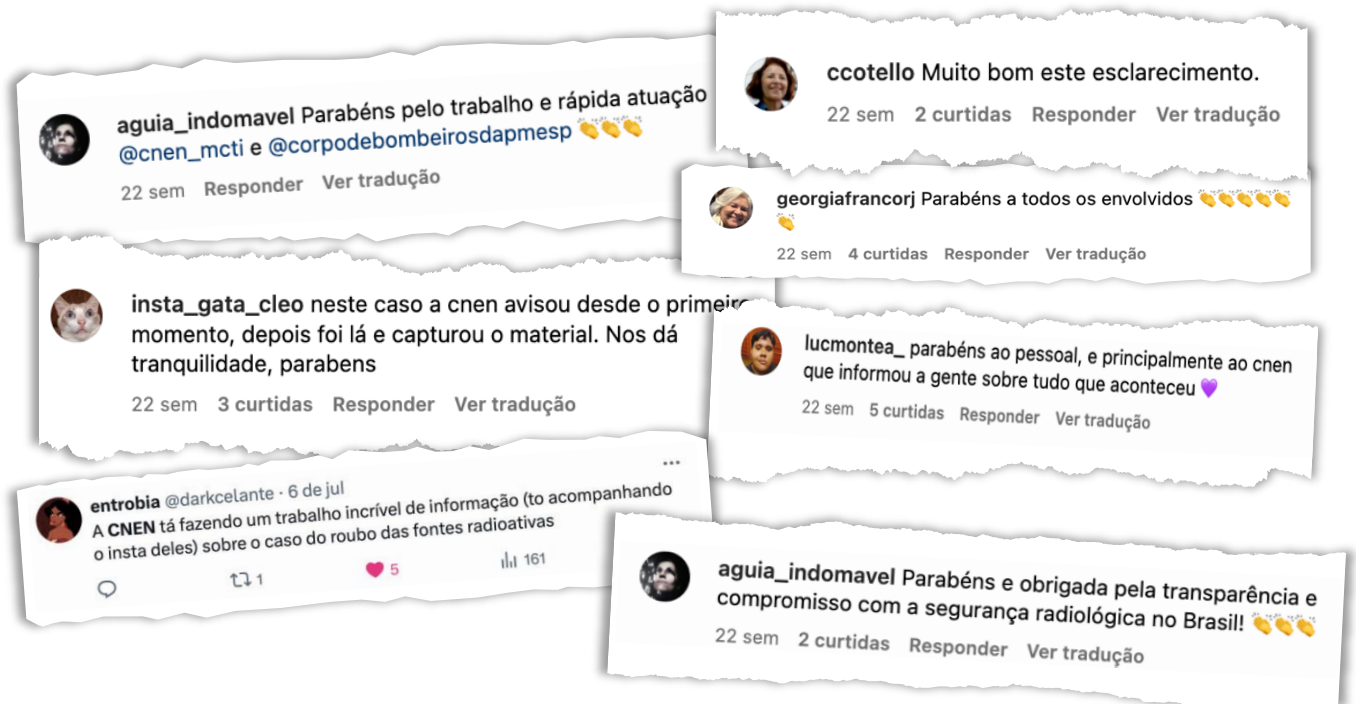 aguia_indomavel Parabéns pelo trabalho e rápida atuação
@cnen_mcti e @corpodebombeirosdapmesp 👏👏👏
22 sem Responder Ver tradução
ccotello Muito bom este esclarecimento.
22 sem 2 curtidas Responder Ver tradução
georgiafrancorj Parabéns a todos os envolvidos 👏👏👏👏👏
👏
22 sem 4 curtidas Responder Ver tradução
insta_gata_cleo neste caso a cnen avisou desde o primeiro
momento, depois foi lá e capturou o material. Nos dá
tranquilidade, parabens
22 sem 3 curtidas Responder Ver tradução
lucmontea_ parabéns ao pessoal, e principalmente ao cnen
que informou a gente sobre tudo que aconteceu 💜
22 sem 5 curtidas Responder Ver tradução
entrobia @darkcelante · 6 de jul
A CNEN tá fazendo um trabalho incrível de informação (to acompanhando
o insta deles) sobre o caso do roubo das fontes radioativas
1 5 161
aguia_indomavel Parabéns e obrigada pela transparência e
compromisso com a segurança radiológica no Brasil! 👏👏👏
22 sem 2 curtidas Responder Ver tradução